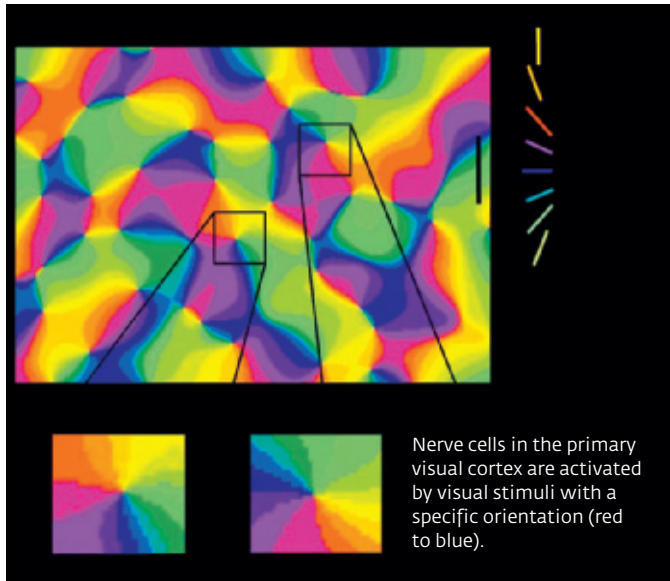 Nerve cells in the primary
visual cortex are activated
by visual stimuli with a
specific orientation (red
to blue).